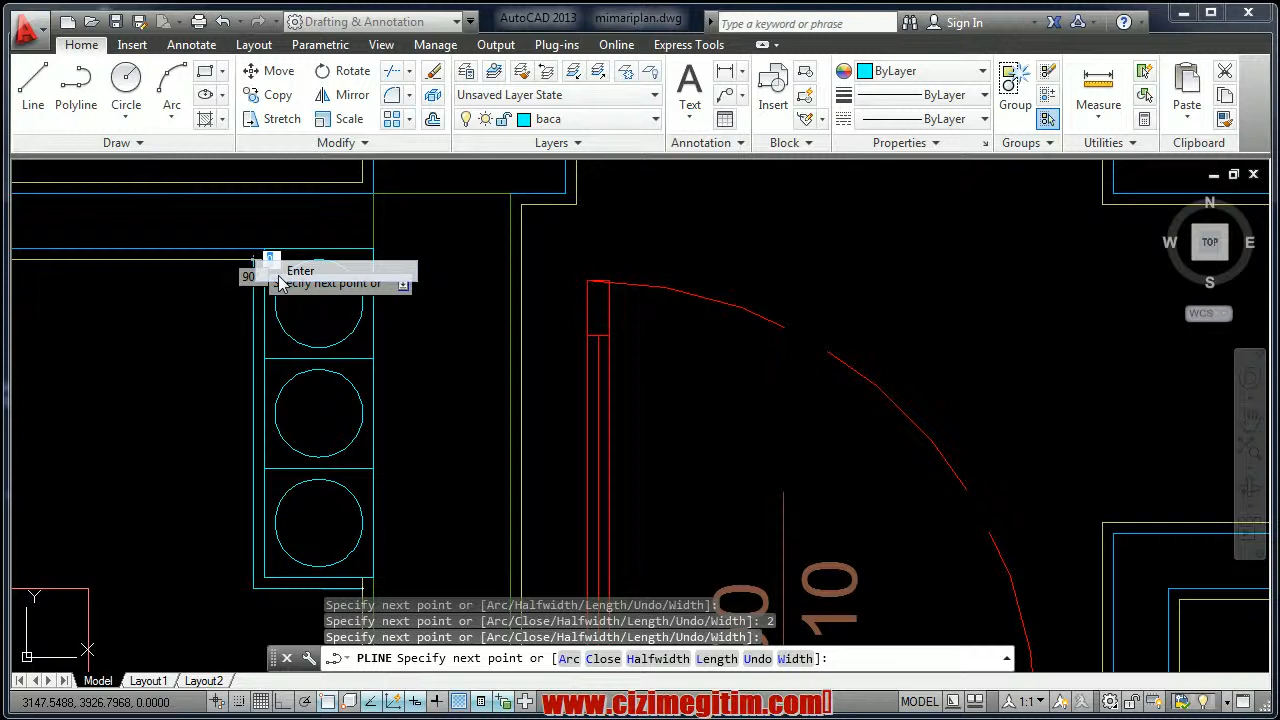 Drafting & Annotation
AutoCAD 2013 mimariplan.dwg
Type a keyword or phrase
Sign In
Home Insert Annotate Layout Parametric View Manage Output Plug-ins Online Express Tools
Line Polyline Circle Arc
Move Rotate
Copy Mirror
Stretch Scale
Unsaved Layer State
baca
Text
Insert
ByLayer
ByLayer
ByLayer
Group
Measure
Paste
Draw Modify Layers Annotation Block Properties Groups Utilities Clipboard
N
W TOP E
S
WCS
0
Enter
90
Specify next point or
10
Y
X
Specify next point or [Arc/Halfwidth/Length/Undo/Width]:
Specify next point or [Arc/Close/Halfwidth/Length/Undo/Width]: 2
Specify next point or [Arc/Close/Halfwidth/Length/Undo/Width]:
PLINE Specify next point or [Arc Close Halfwidth Length Undo Width]:
Model Layout1 Layout2
3147.5488, 3926.7968, 0.0000
www.cizimegitim.com
MODEL
1:1